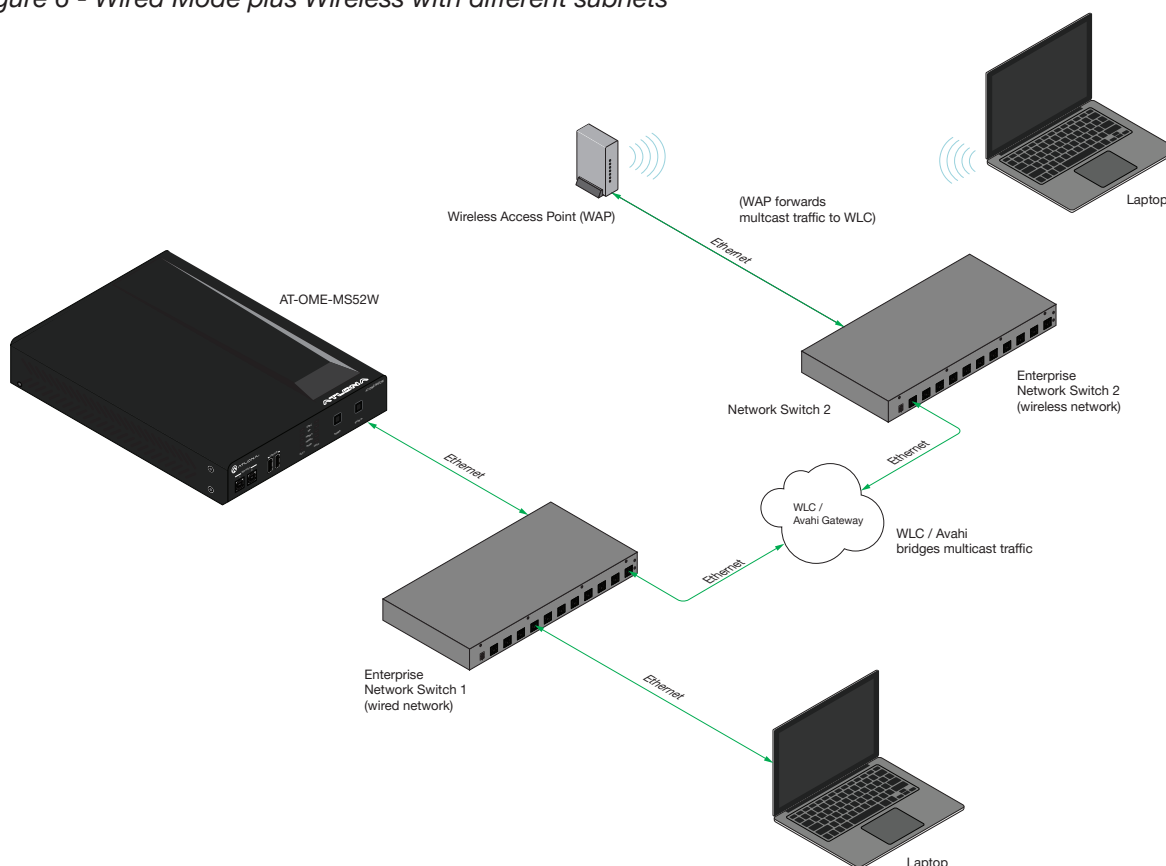 gure 6 - Wired Mode plus Wireless with different subnets
Wireless Access Point (WAP)
(WAP forwards
multcast traffic to WLC)
Laptop
Ethernet
AT-OME-MS52W
ATLONA
Enterprise
Network Switch 2
(wireless network)
Network Switch 2
Ethernet
Ethernet
WLC /
Avahi Gateway
WLC / Avahi
bridges multicast traffic
Ethernet
Enterprise
Network Switch 1
(wired network)
Ethernet
Laptop